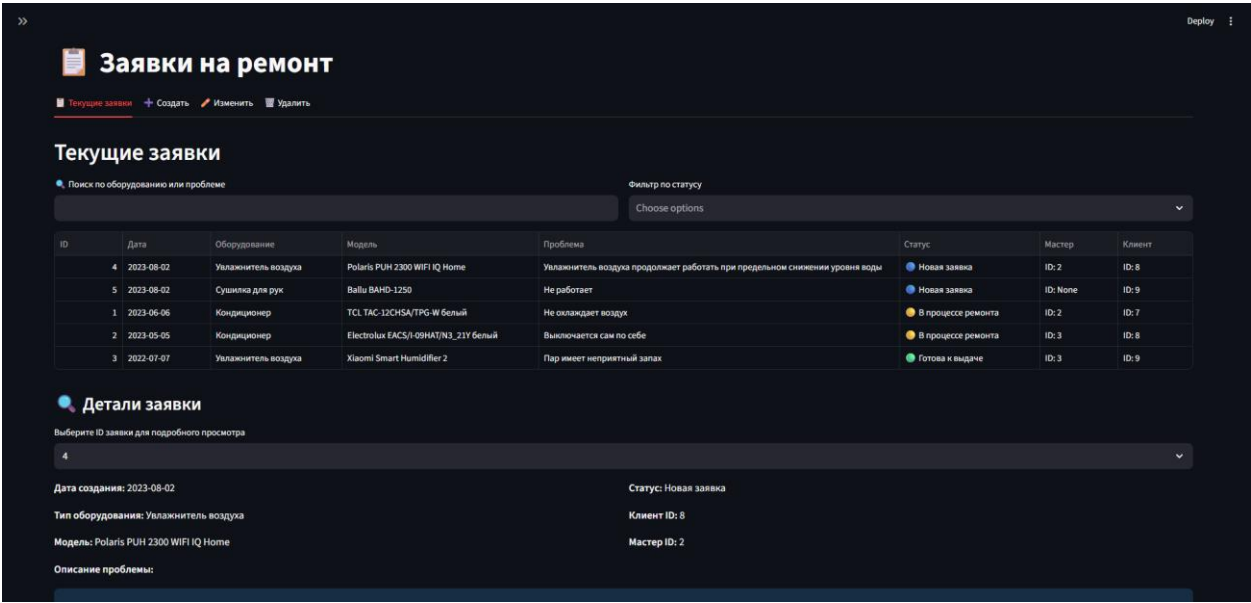 Deploy
Заявки на ремонт
Текущие заявки Создать Изменить Удалить
Текущие заявки
Поиск по оборудованию или проблеме Фильтр по статусу
Choose options
ID Дата Оборудование Модель Проблема Статус Мастер Клиент
4 2023-08-02 Увлажнитель воздуха Polaris PUH 2300 WIFI IQ Home Увлажнитель воздуха продолжает работать при предельном снижении уровня воды Новая заявка ID: 2 ID: 8
5 2023-08-02 Сушилка для рук Ballu BAHD-1250 Не работает Новая заявка ID: None ID: 9
1 2023-06-06 Кондиционер TCL TAC-12CHSA/TPG-W белый Не охлаждает воздух В процессе ремонта ID: 2 ID: 7
2 2023-05-05 Кондиционер Electrolux EACS/I-09HAT/N3_21Y белый Выключается сам по себе В процессе ремонта ID: 3 ID: 8
3 2022-07-07 Увлажнитель воздуха Xiaomi Smart Humidifier 2 Пар имеет неприятный запах Готова к выдаче ID: 3 ID: 9
Детали заявки
Выберите ID заявки для подробного просмотра
4
Дата создания: 2023-08-02 Статус: Новая заявка
Тип оборудования: Увлажнитель воздуха Клиент ID: 8
Модель: Polaris PUH 2300 WIFI IQ Home Мастер ID: 2
Описание проблемы: